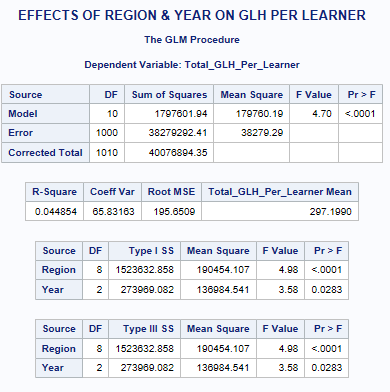 EFFECTS OF REGION & YEAR ON GLH PER LEARNER
The GLM Procedure
Dependent Variable: Total_GLH_Per_Learner
Source DF Sum of Squares Mean Square F Value Pr > F
Model 10 1797601.94 179760.19 4.70 <.0001
Error 1000 38279292.41 38279.29
Corrected Total 1010 40076894.35
R-Square Coeff Var Root MSE Total_GLH_Per_Learner Mean
0.044854 65.83163 195.6509 297.1990
Source DF Type I SS Mean Square F Value Pr > F
Region 8 1523632.858 190454.107 4.98 <.0001
Year 2 273969.082 136984.541 3.58 0.0283
Source DF Type III SS Mean Square F Value Pr > F
Region 8 1523632.858 190454.107 4.98 <.0001
Year 2 273969.082 136984.541 3.58 0.0283